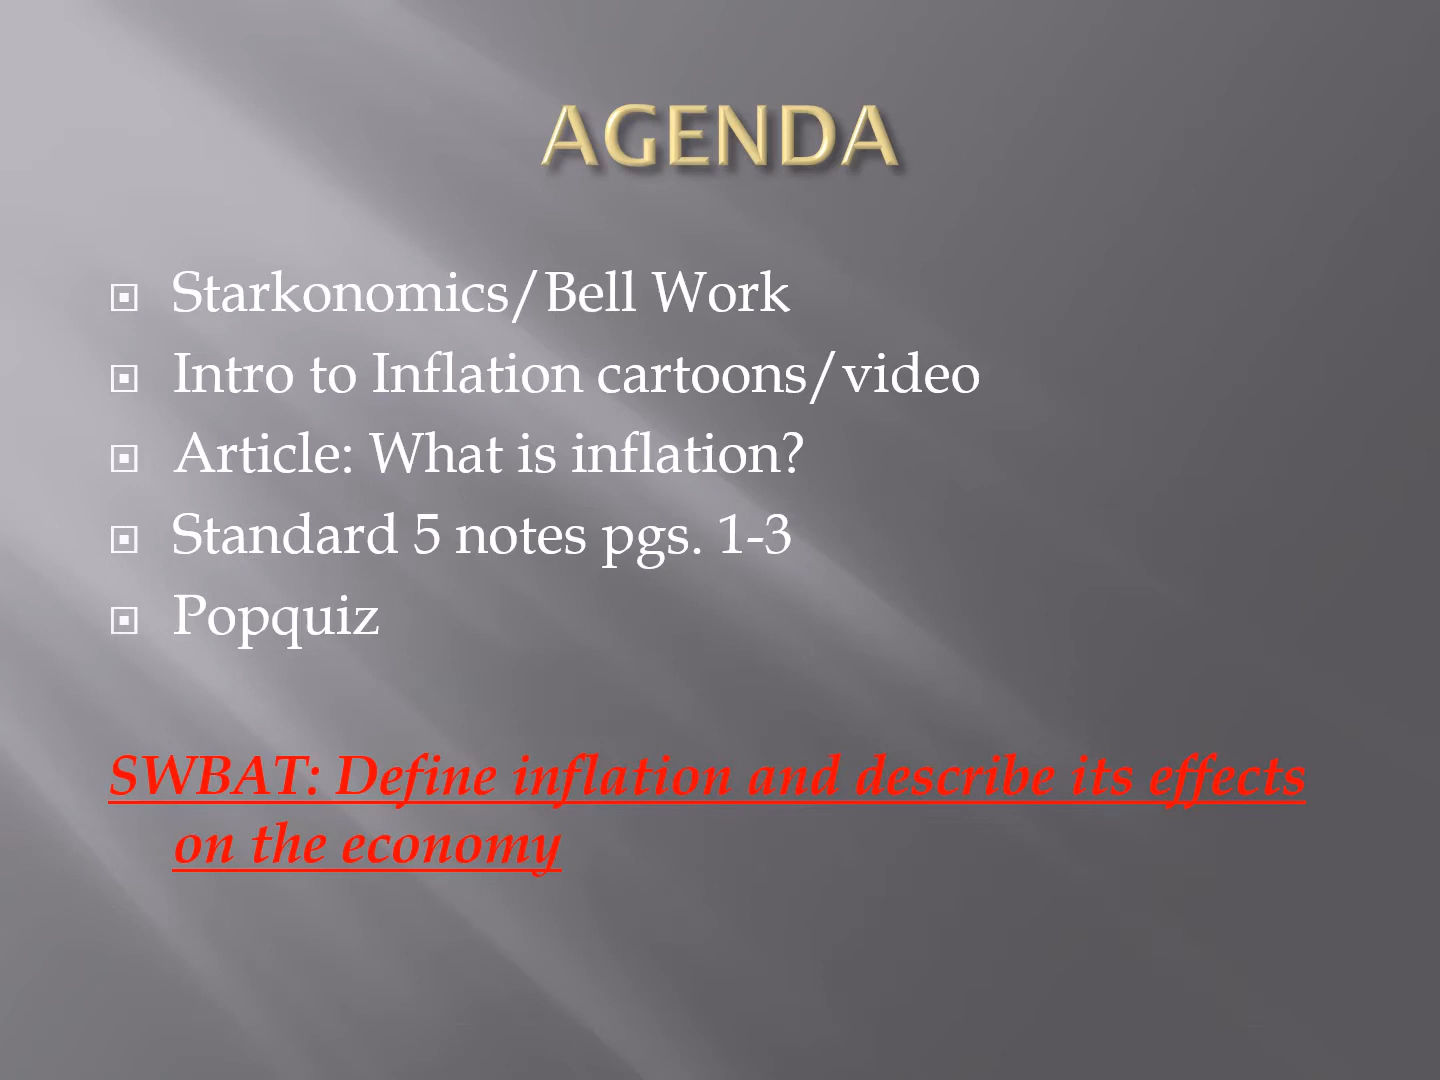 AGENDA
Starkonomics/Bell Work
Intro to Inflation cartoons/video
Article: What is inflation?
Standard 5 notes pgs. 1-3
Popquiz
SWBAT: Define inflation and describe its effects
on the economy